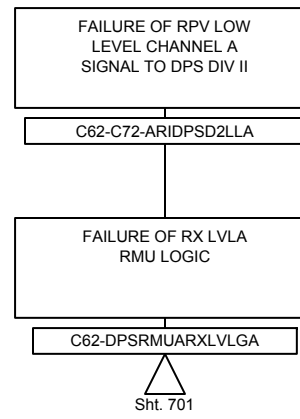 FAILURE OF RPV LOW
LEVEL CHANNEL A
SIGNAL TO DPS DIV II
C62-C72-ARIDPSD2LLA
FAILURE OF RX LVLA
RMU LOGIC
C62-DPSRMUARXLVLGA
Sht. 701